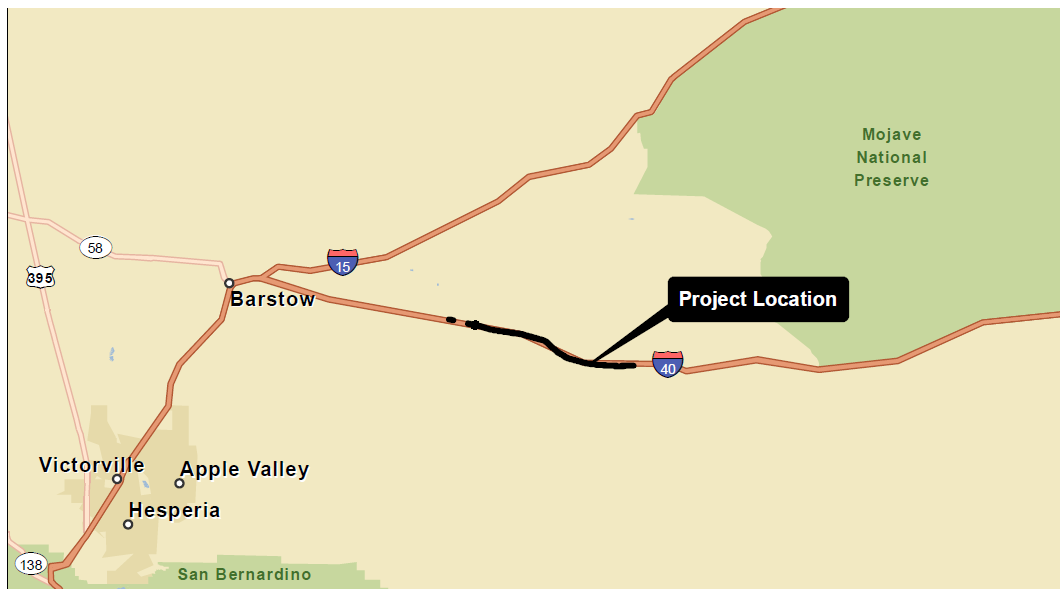 Mojave
National
Preserve
58
395
15
Barstow
Project Location
40
Victorville
Apple Valley
Hesperia
138
San Bernardino